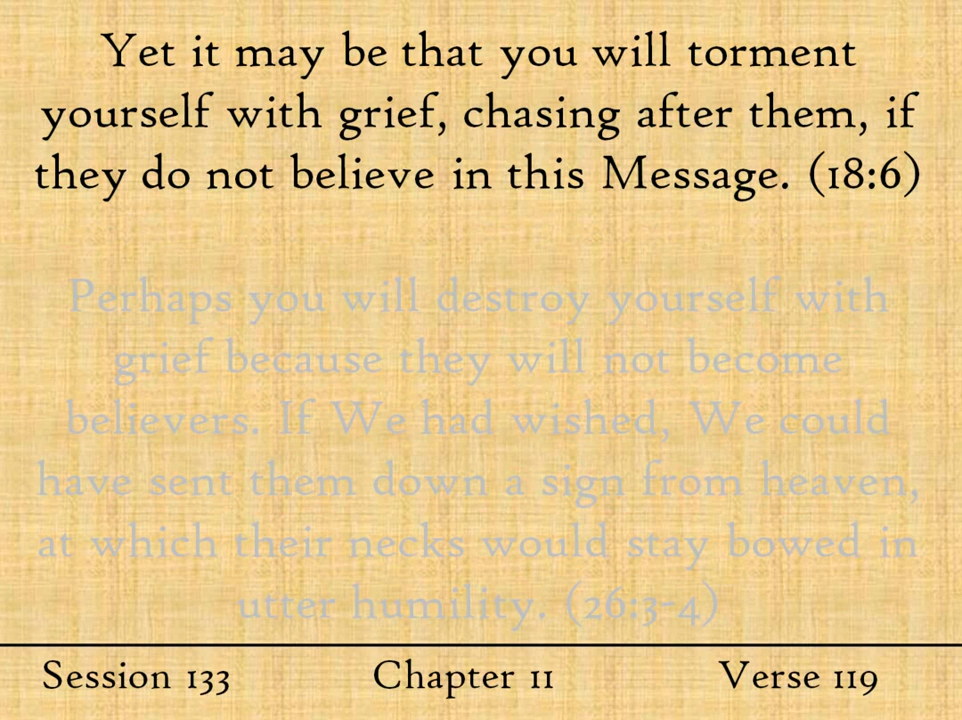 Yet it may be that you will torment
yourself with grief, chasing after them, if
they do not believe in this Message. (18:6)
Perhaps you will destroy yourself with
grief because they will not become
believers. If We had wished, We could
have sent them down a sign from heaven,
at which their necks would stay bowed in
utter humility. (26:3-4)
Session 133 Chapter 11 Verse 119